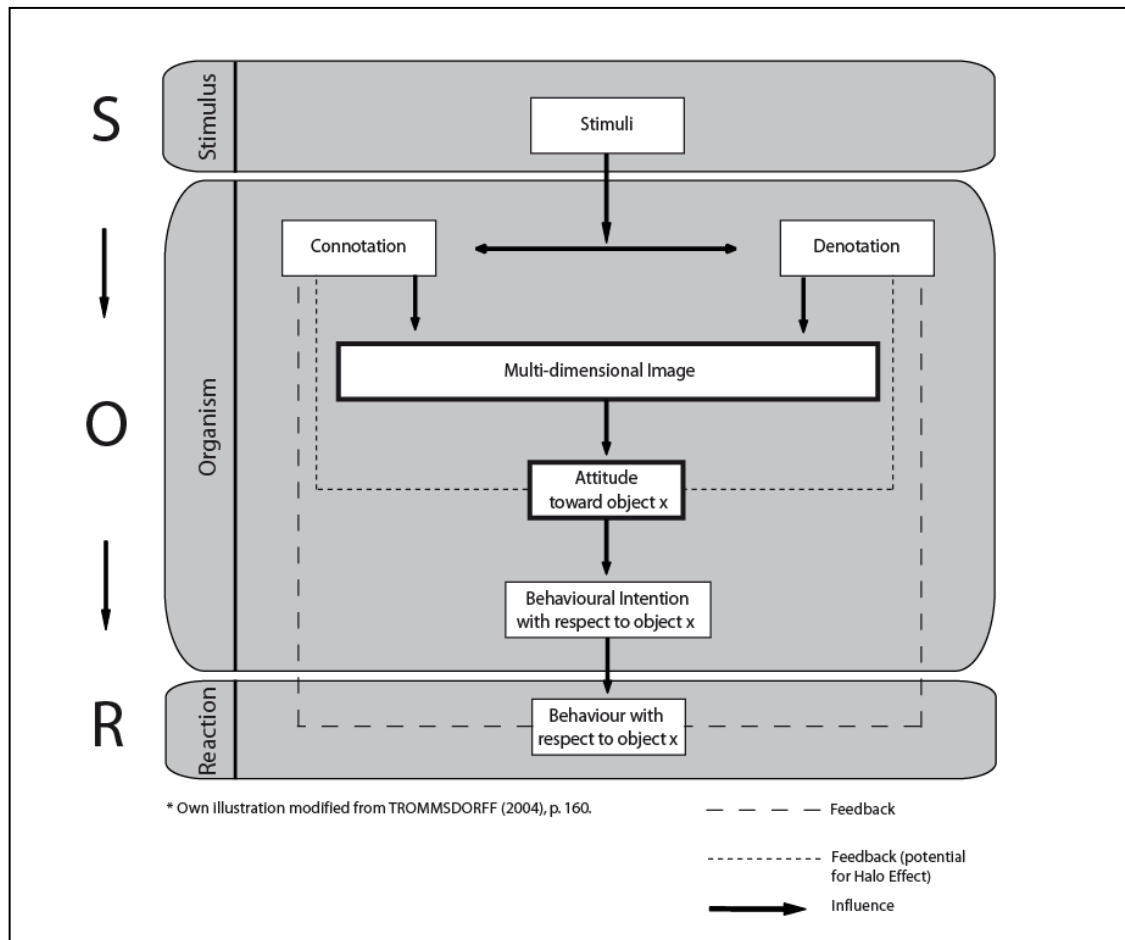 S
Stimulus
Stimuli
Connotation
Denotation
Multi-dimensional Image
O
Organism
Attitude
toward object x
Behavioural Intention
with respect to object x
R
Reaction
Behaviour with
respect to object x
* Own illustration modified from TROMMSDORFF (2004), p. 160.
Feedback
Feedback (potential
for Halo Effect)
Influence